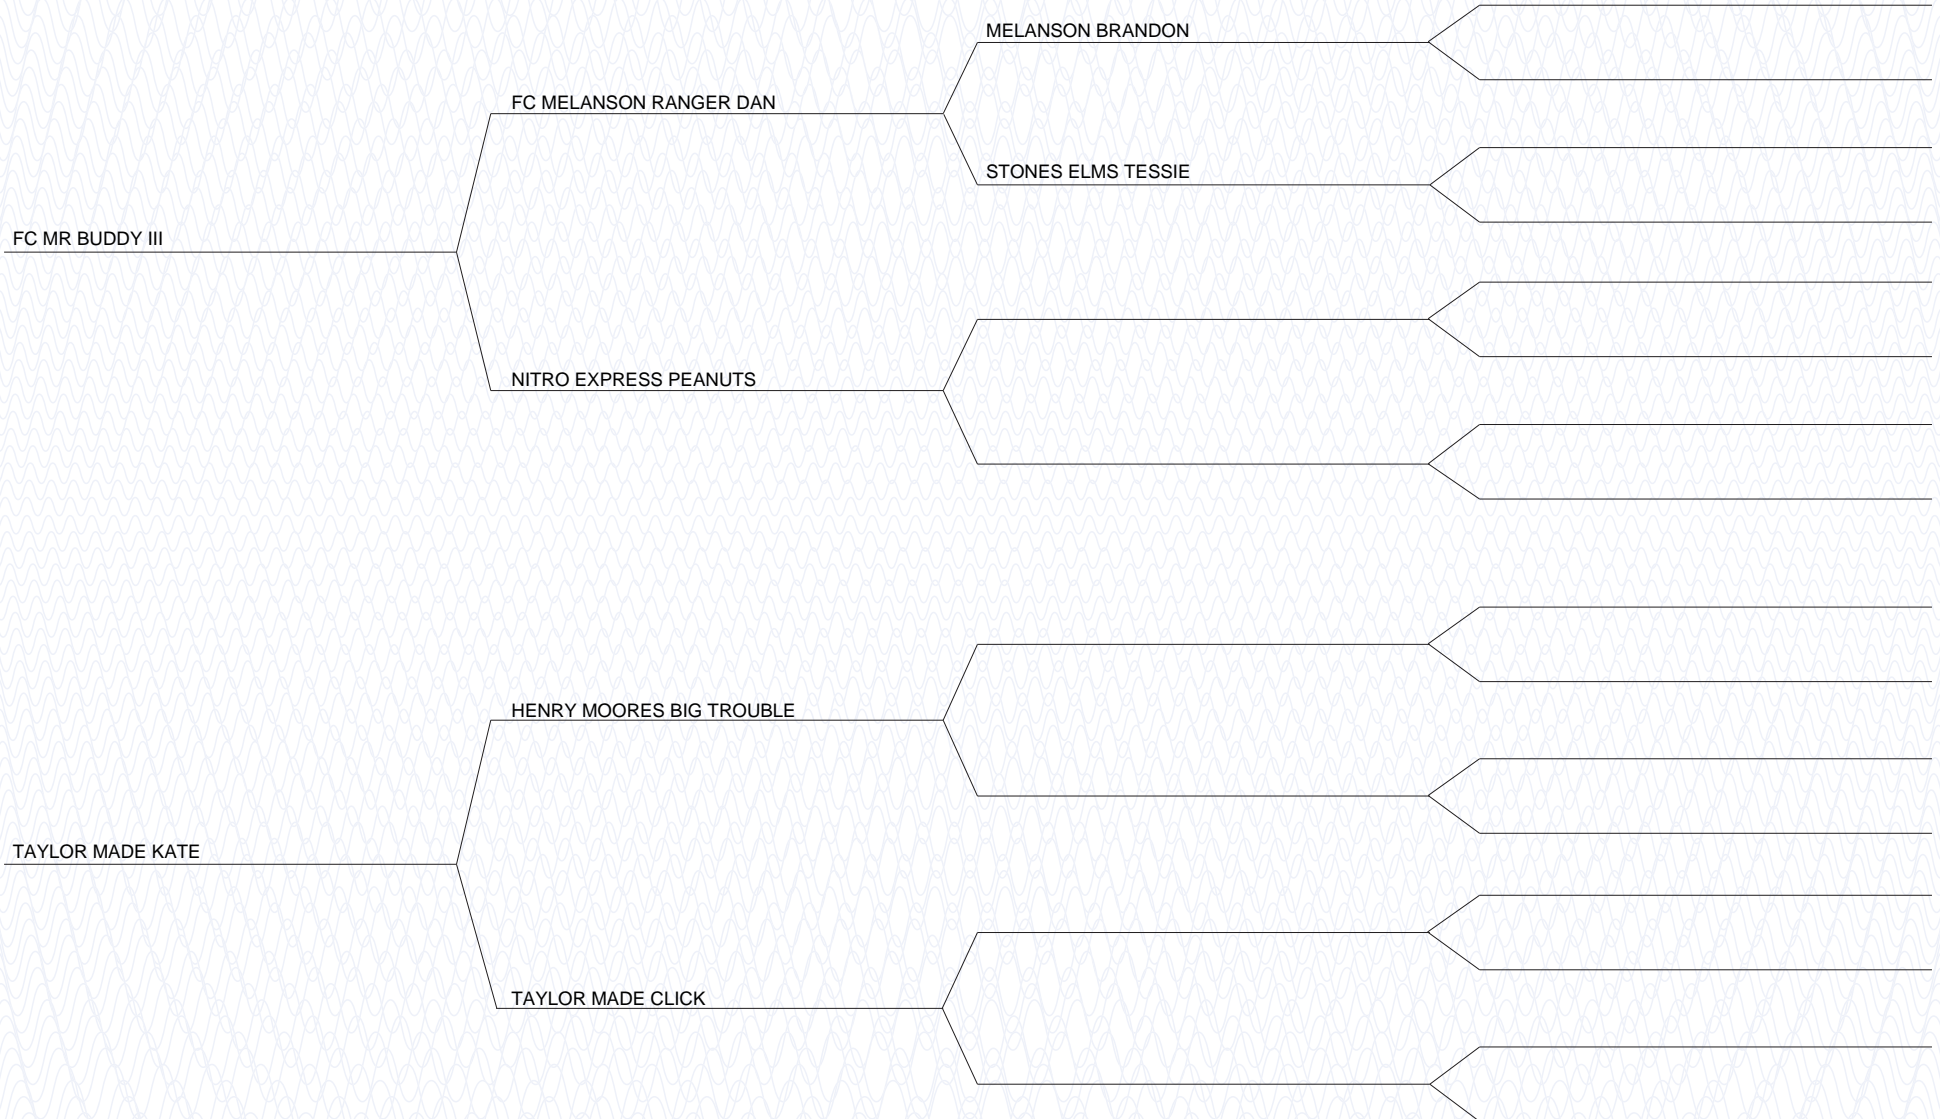 MELANSON BRANDON
FC MELANSON RANGER DAN
STONES ELMS TESSIE
FC MR BUDDY III
NITRO EXPRESS PEANUTS
HENRY MOORES BIG TROUBLE
TAYLOR MADE KATE
TAYLOR MADE CLICK